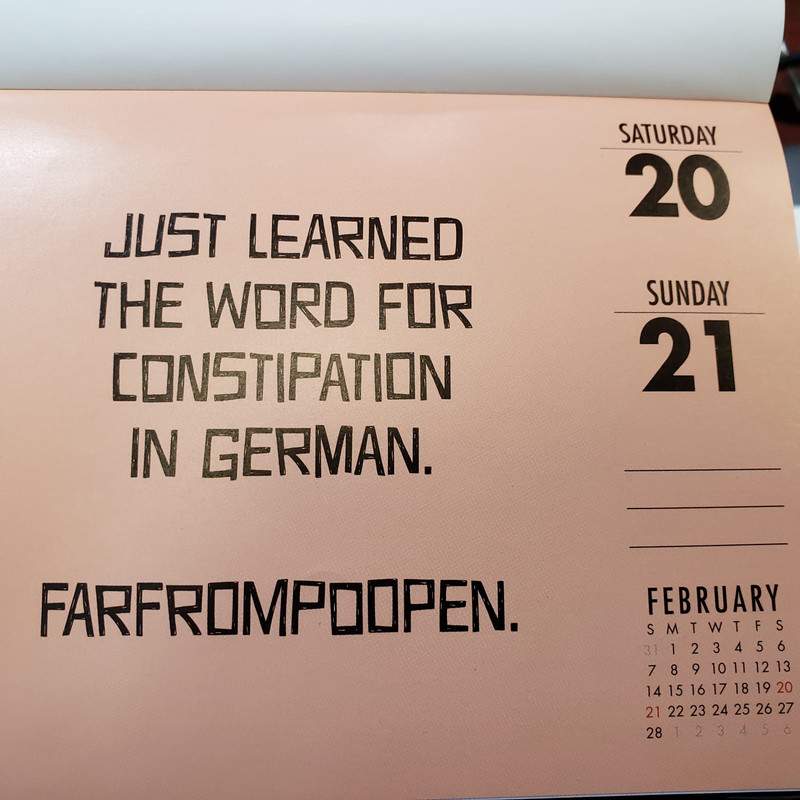 JUST LEARNED
THE WORD FOR
CONSTIPATION
IN GERMAN.
FARFROMPOOPEN.
SATURDAY
20
SUNDAY
21
FEBRUARY
S M T W T F S
31 1 2 3 4 5 6
7 8 9 10 11 12 13
14 15 16 17 18 19 20
21 22 23 24 25 26 27
28 1 2 3 4 5 6